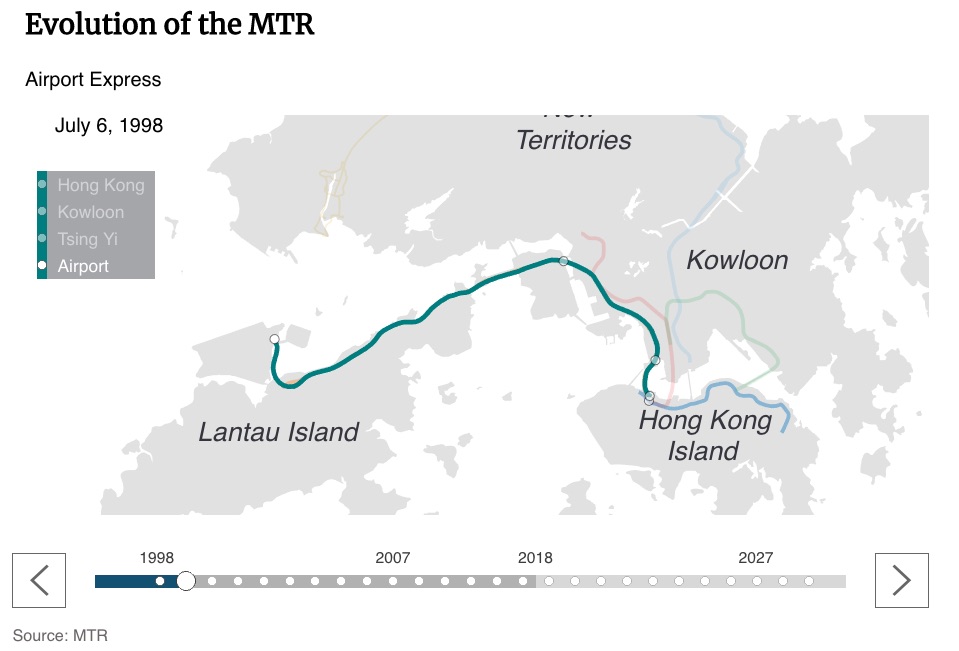 Evolution of the MTR
Airport Express
July 6, 1998
Hong Kong
Kowloon
Tsing Yi
Airport
New
Territories
Kowloon
Lantau Island
Hong Kong
Island
1998
2007
2018
2027
Source: MTR